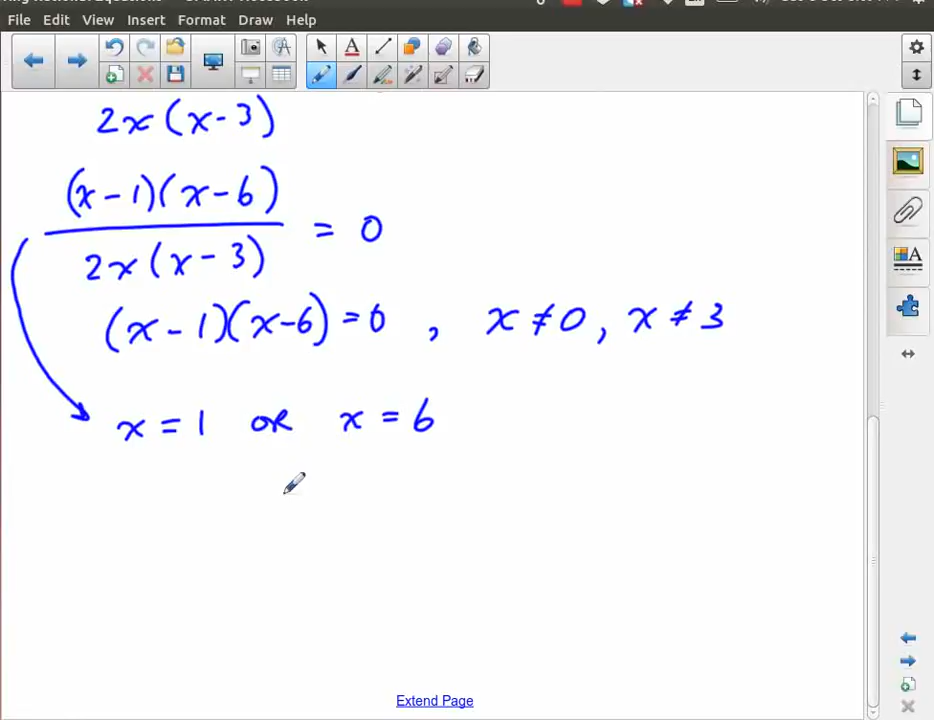 File Edit View Insert Format Draw Help
2x(x-3)
(x-1)(x-6)
2x(x-3)
= 0
(x-1)(x-6)=0 , x≠0, x≠3
x=1 OR x=6
Extend Page